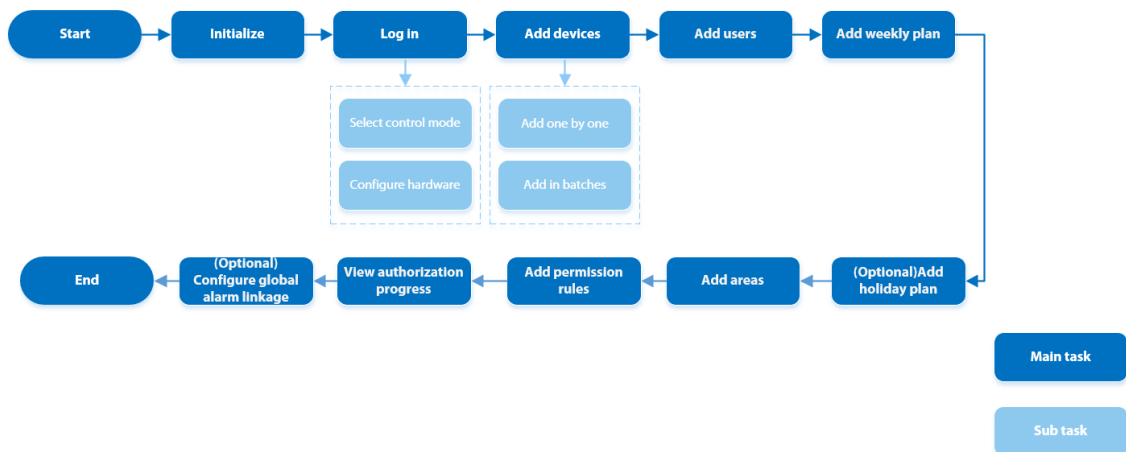 Start
Initialize
Log in
Add devices
Add users
Add weekly plan
Select control mode
Add one by one
Configure hardware
Add in batches
End
(Optional)
Configure global
alarm linkage
View authorization
progress
Add permission
rules
Add areas
(Optional)Add
holiday plan
Main task
Sub task